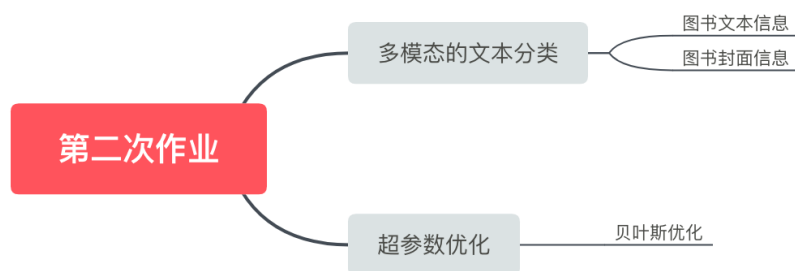 第二次作业
多模态的文本分类
图书文本信息
图书封面信息
超参数优化
贝叶斯优化